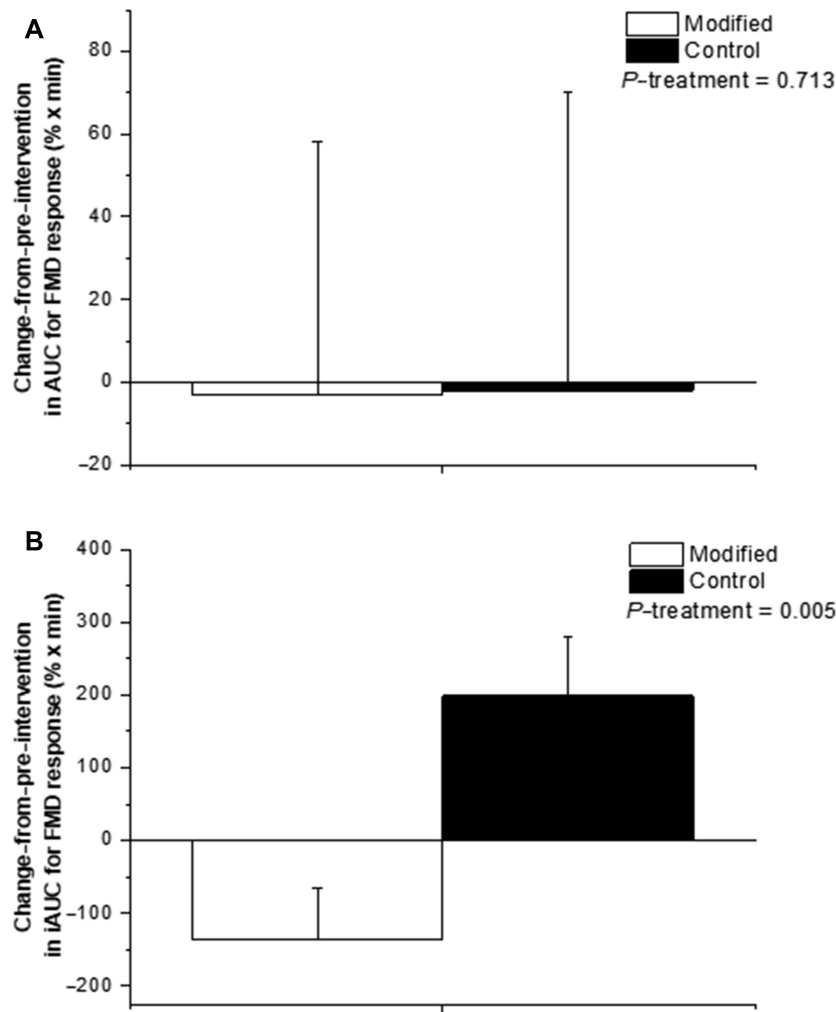 A
Modified
Control
P-treatment = 0.713
Change-from-pre-intervention
in AUC for FMD response (% x min)
80
60
40
20
0
−20
B
Modified
Control
P-treatment = 0.005
Change-from-pre-intervention
in iAUC for FMD response (% x min)
400
300
200
100
0
−100
−200